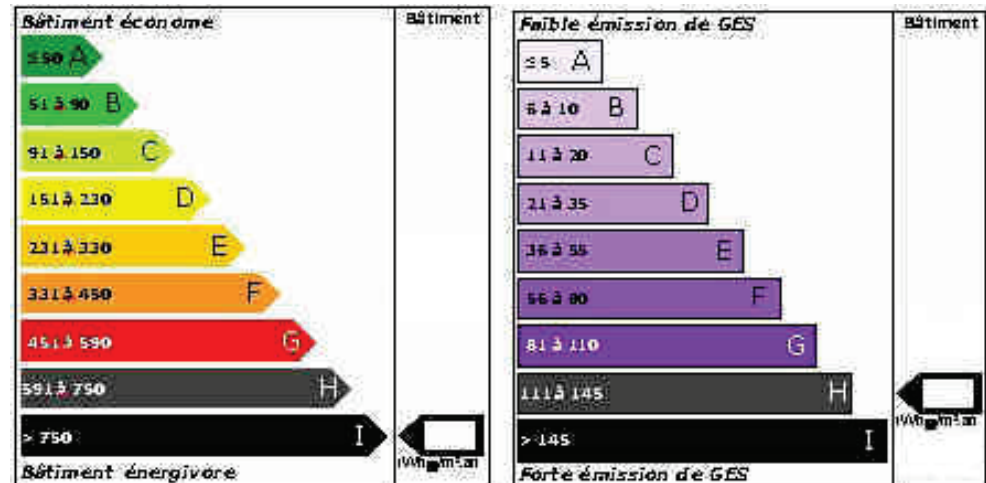 Bâtiment économe
Bâtiment
≤50 A
51 à 90 B
91 à 150 C
151 à 230 D
231 à 330 E
331 à 450 F
451 à 590 G
591 à 750 H
> 750 I
Bâtiment énergivore
Faible émission de GES
Bâtiment
≤5 A
6 à 10 B
11 à 20 C
21 à 35 D
36 à 55 E
56 à 80 F
81 à 110 G
111 à 145 H
> 145 I
Forte émission de GES